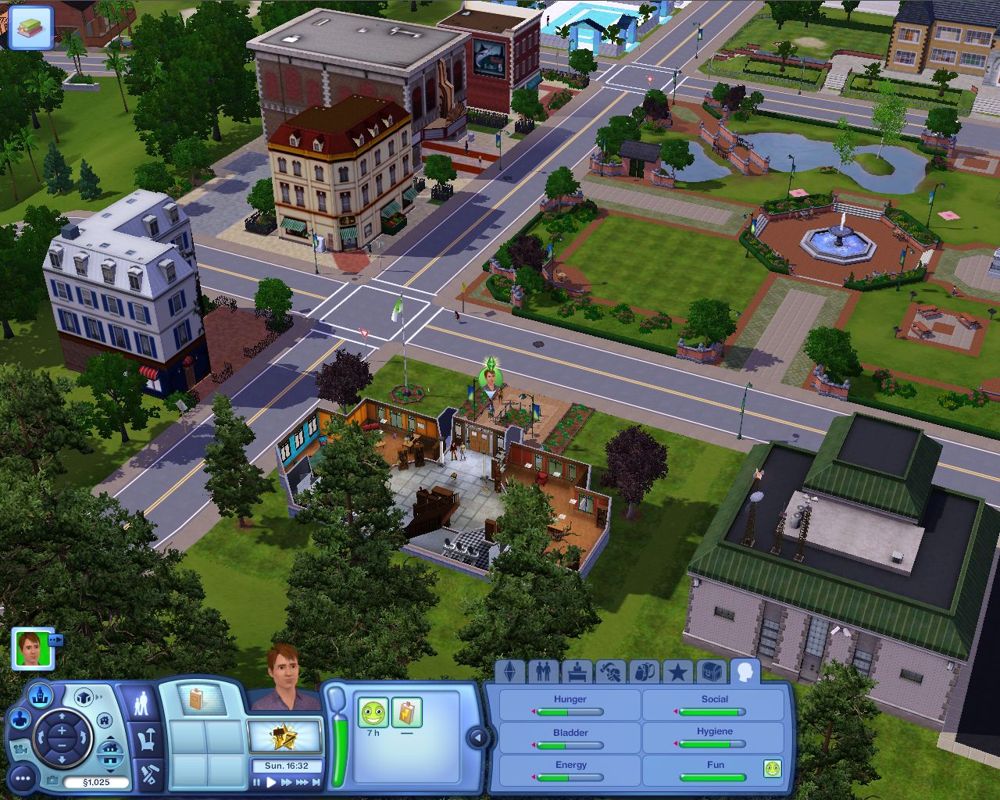 Hunger
Social
Bladder
Hygiene
Energy
Fun
7 h
Sun. 16:32
§1.025